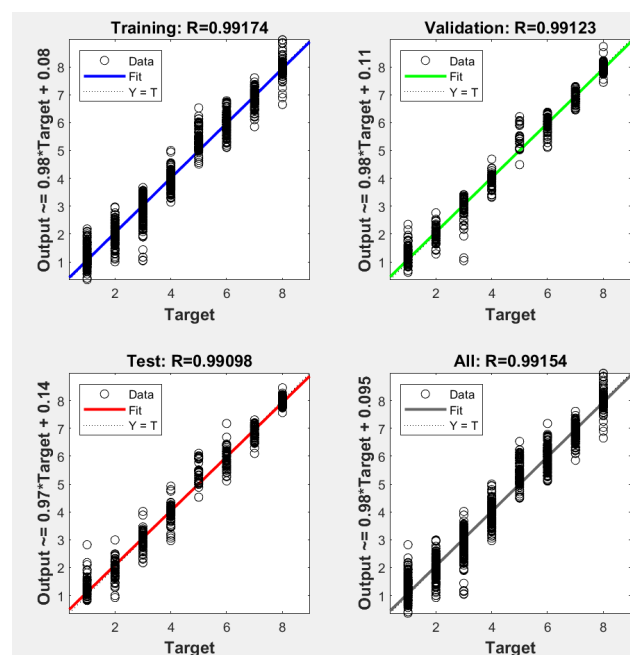 Training: R=0.99174
Output ~= 0.98*Target + 0.08
Data
Fit
Y = T
8
7
6
5
4
3
2
1
2 4 6 8
Target
Validation: R=0.99123
Output ~= 0.98*Target + 0.11
Data
Fit
Y = T
8
7
6
5
4
3
2
1
2 4 6 8
Target
Test: R=0.99098
Output ~= 0.97*Target + 0.14
Data
Fit
Y = T
8
7
6
5
4
3
2
1
2 4 6 8
Target
All: R=0.99154
Output ~= 0.98*Target + 0.095
Data
Fit
Y = T
8
7
6
5
4
3
2
1
2 4 6 8
Target